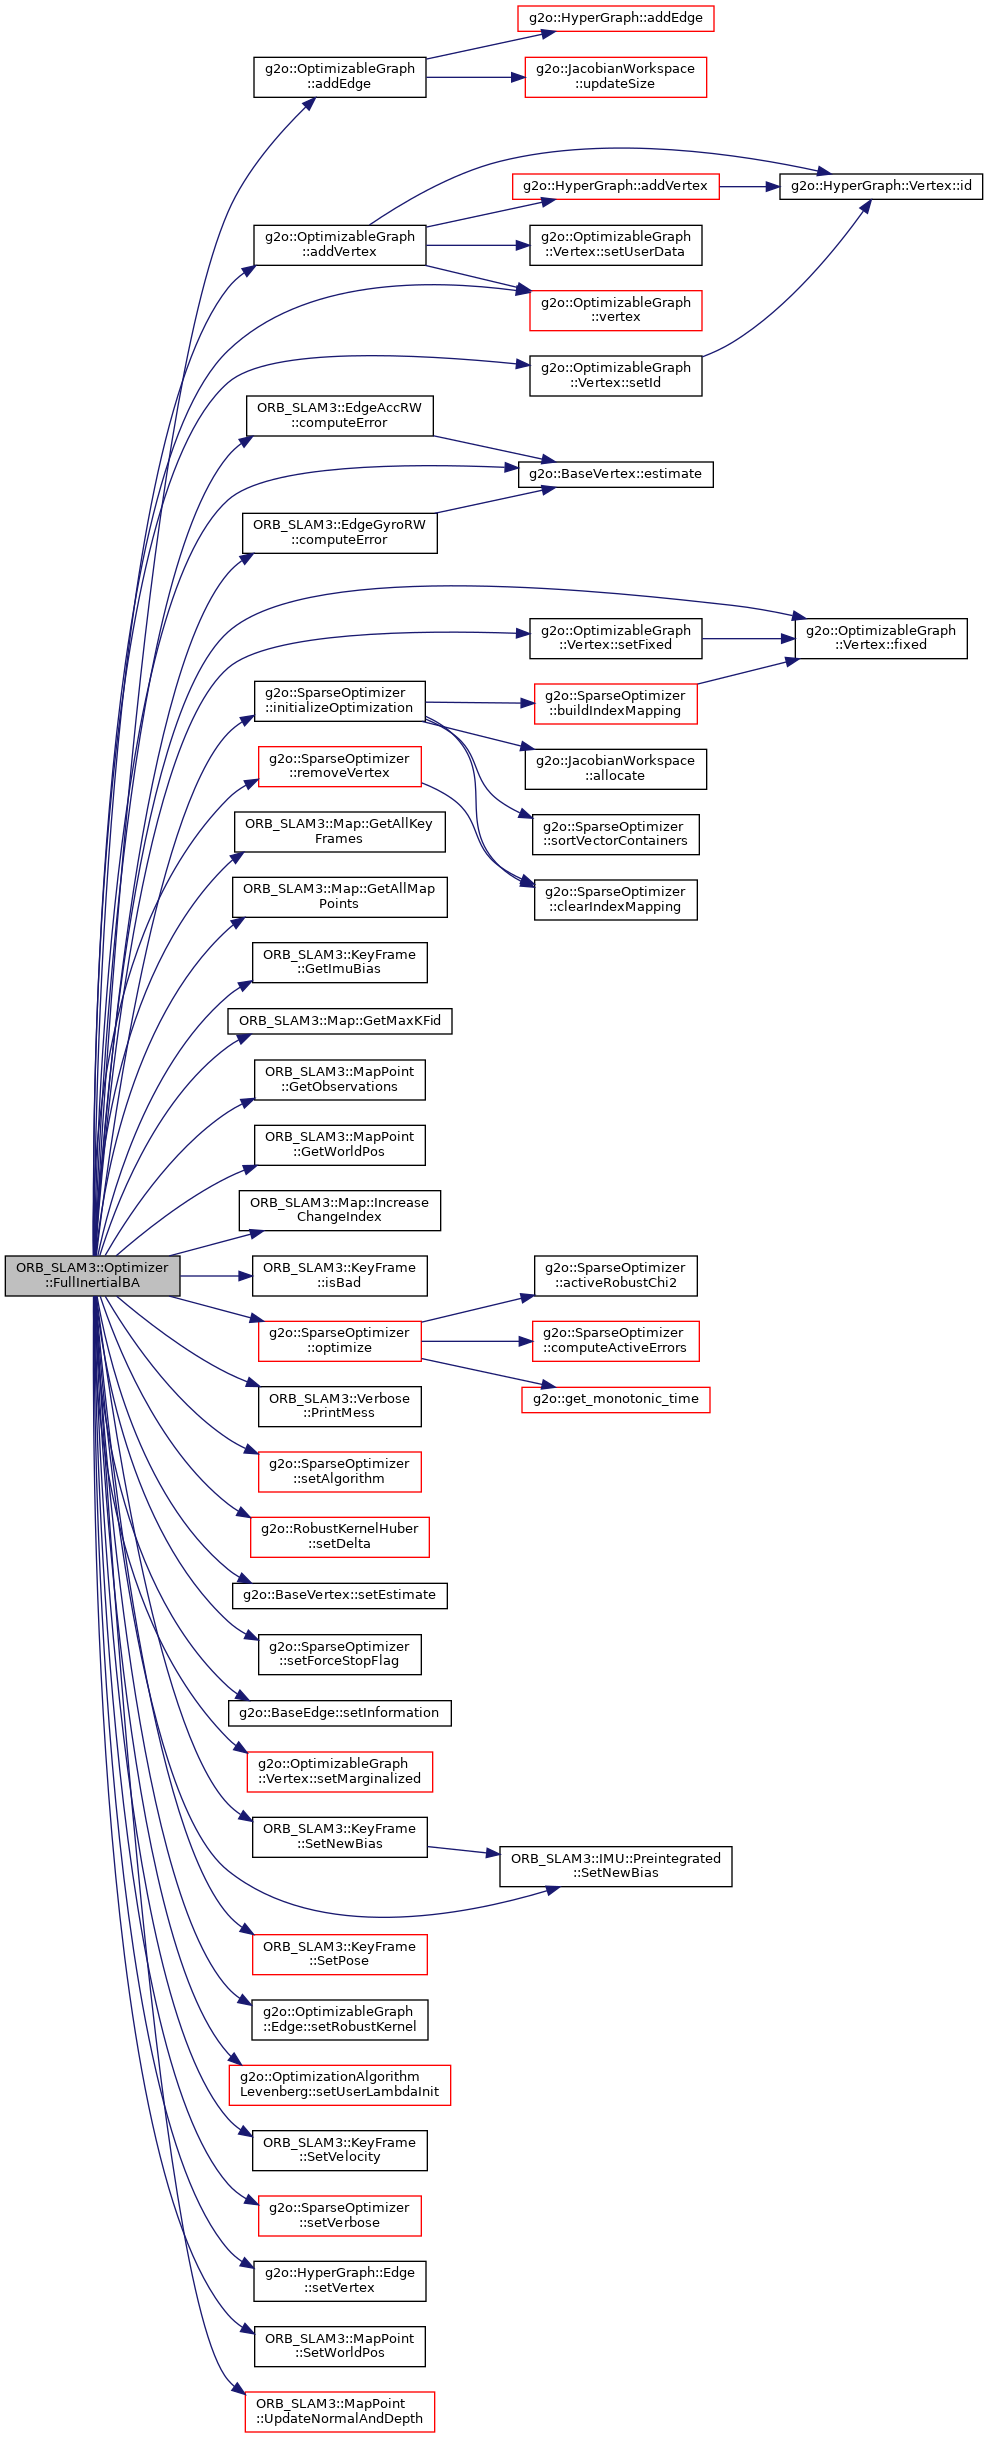 g2o::HyperGraph::addEdge
g2o::OptimizableGraph
::addEdge
g2o::JacobianWorkspace
::updateSize
g2o::HyperGraph::addVertex
g2o::HyperGraph::Vertex::id
g2o::OptimizableGraph
::addVertex
g2o::OptimizableGraph
::Vertex::setUserData
g2o::OptimizableGraph
::vertex
g2o::OptimizableGraph
::Vertex::setId
ORB_SLAM3::EdgeAccRW
::computeError
g2o::BaseVertex::estimate
ORB_SLAM3::EdgeGyroRW
::computeError
g2o::OptimizableGraph
::Vertex::setFixed
g2o::OptimizableGraph
::Vertex::fixed
g2o::SparseOptimizer
::initializeOptimization
g2o::SparseOptimizer
::buildIndexMapping
g2o::SparseOptimizer
::removeVertex
g2o::JacobianWorkspace
::allocate
ORB_SLAM3::Map::GetAllKey
Frames
g2o::SparseOptimizer
::sortVectorContainers
ORB_SLAM3::Map::GetAllMap
Points
g2o::SparseOptimizer
::clearIndexMapping
ORB_SLAM3::KeyFrame
::GetImuBias
ORB_SLAM3::Map::GetMaxKFid
ORB_SLAM3::MapPoint
::GetObservations
ORB_SLAM3::MapPoint
::GetWorldPos
ORB_SLAM3::Map::Increase
ChangeIndex
ORB_SLAM3::Optimizer
::FullInertialBA
ORB_SLAM3::KeyFrame
::isBad
g2o::SparseOptimizer
::activeRobustChi2
g2o::SparseOptimizer
::optimize
g2o::SparseOptimizer
::computeActiveErrors
ORB_SLAM3::Verbose
::PrintMess
g2o::get_monotonic_time
g2o::SparseOptimizer
::setAlgorithm
g2o::RobustKernelHuber
::setDelta
g2o::BaseVertex::setEstimate
g2o::SparseOptimizer
::setForceStopFlag
g2o::BaseEdge::setInformation
g2o::OptimizableGraph
::Vertex::setMarginalized
ORB_SLAM3::KeyFrame
::SetNewBias
ORB_SLAM3::IMU::Preintegrated
::SetNewBias
ORB_SLAM3::KeyFrame
::SetPose
g2o::OptimizableGraph
::Edge::setRobustKernel
g2o::OptimizationAlgorithm
Levenberg::setUserLambdaInit
ORB_SLAM3::KeyFrame
::SetVelocity
g2o::SparseOptimizer
::setVerbose
g2o::HyperGraph::Edge
::setVertex
ORB_SLAM3::MapPoint
::SetWorldPos
ORB_SLAM3::MapPoint
::UpdateNormalAndDepth